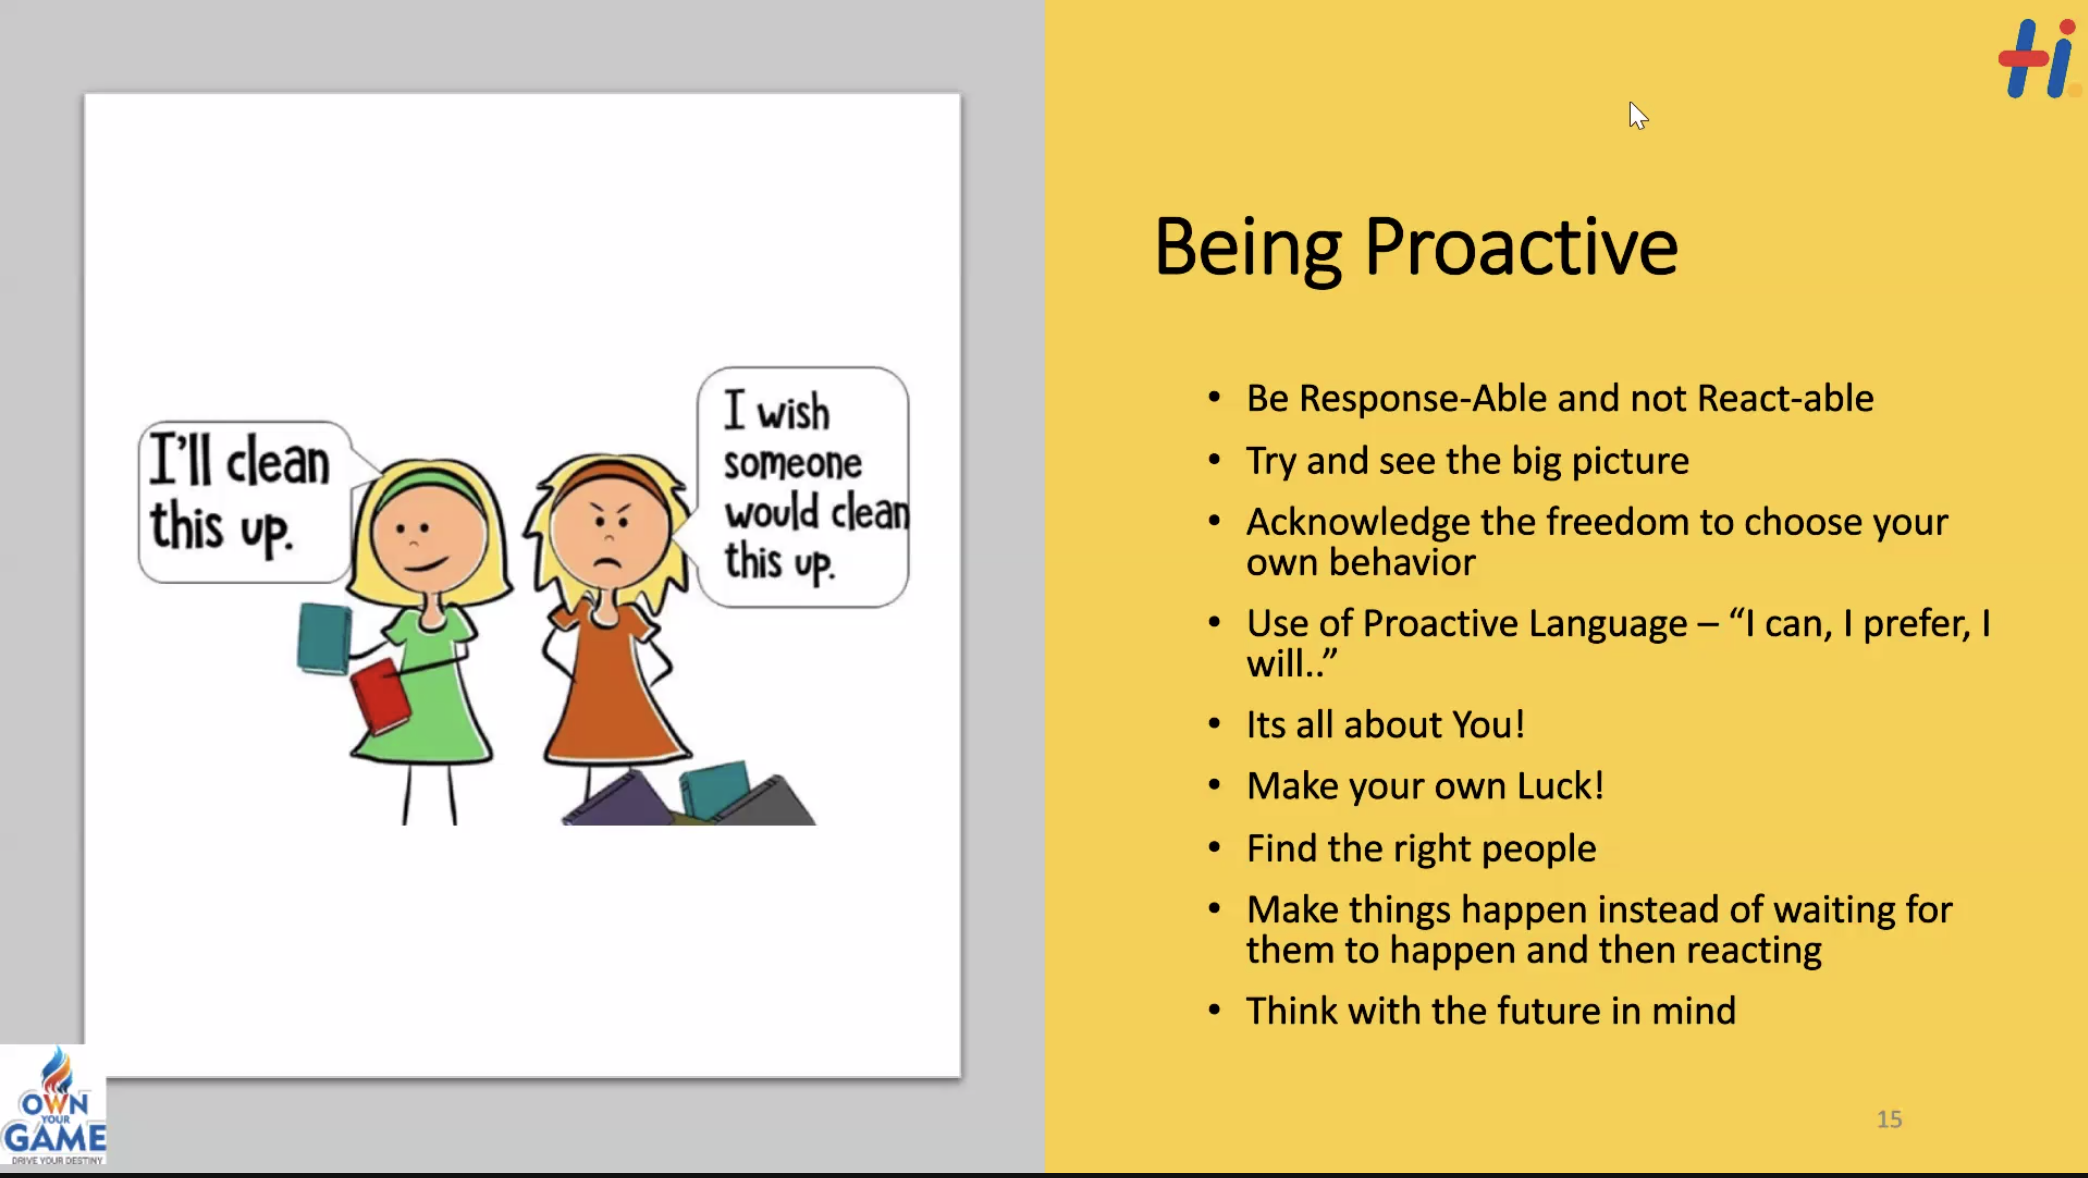 I'll clean
this up.
I wish
someone
would clean
this up.
OWN
YOUR
GAME
DRIVE YOUR DESTINY
Hi
Being Proactive
• Be Response-Able and not React-able
• Try and see the big picture
• Acknowledge the freedom to choose your
own behavior
• Use of Proactive Language – “I can, I prefer, I
will..”
• Its all about You!
• Make your own Luck!
• Find the right people
• Make things happen instead of waiting for
them to happen and then reacting
• Think with the future in mind
15